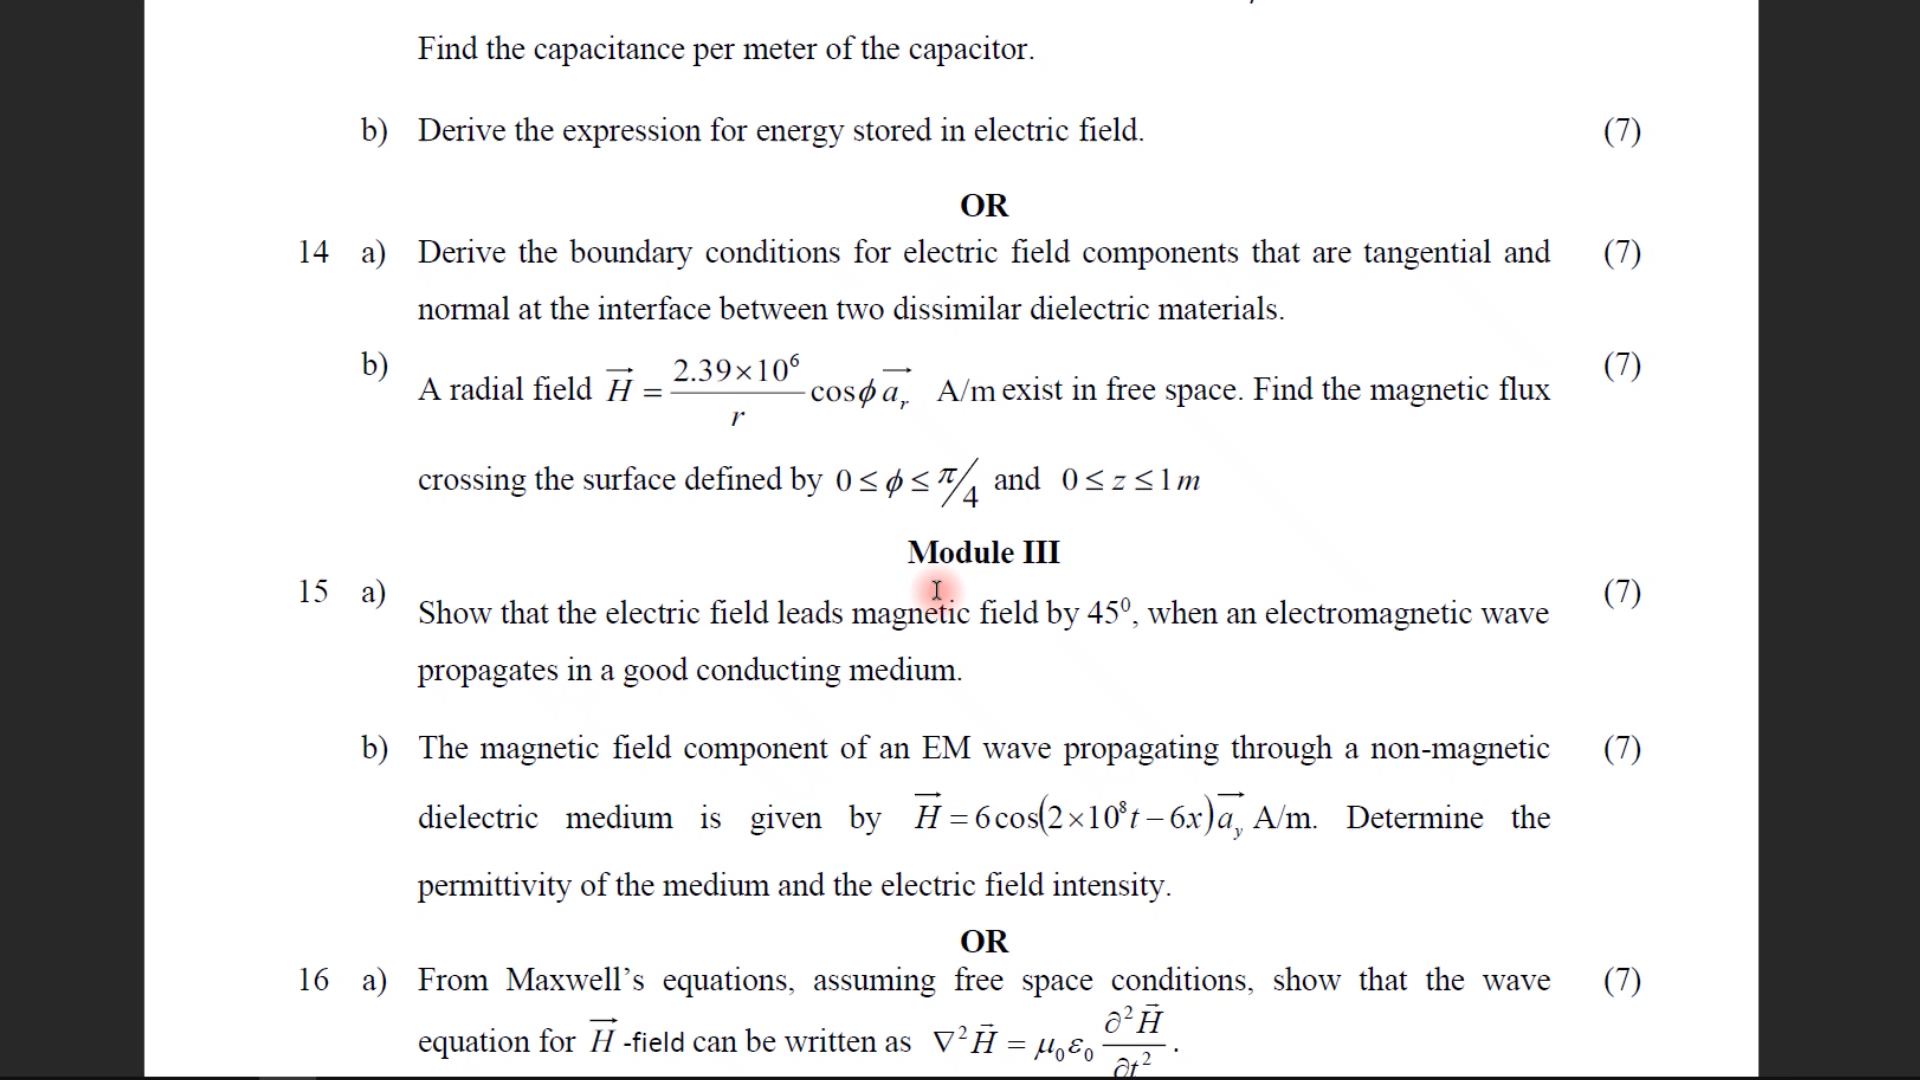 Find the capacitance per meter of the capacitor.
b) Derive the expression for energy stored in electric field. (7)
OR
14 a) Derive the boundary conditions for electric field components that are tangential and (7)
normal at the interface between two dissimilar dielectric materials.
b) A radial field H⃗ = 2.39×10⁶/r cosϕ a⃗ᵣ A/m exist in free space. Find the magnetic flux (7)
crossing the surface defined by 0 ≤ ϕ ≤ π/4 and 0 ≤ z ≤ 1m
Module III
15 a) Show that the electric field leads magnetic field by 45⁰, when an electromagnetic wave (7)
propagates in a good conducting medium.
b) The magnetic field component of an EM wave propagating through a non-magnetic (7)
dielectric medium is given by H⃗ = 6cos(2×10⁸t − 6x)a⃗_y A/m. Determine the
permittivity of the medium and the electric field intensity.
OR
16 a) From Maxwell’s equations, assuming free space conditions, show that the wave (7)
equation for H⃗ -field can be written as ∇²H⃗ = μ₀ε₀ ∂²H⃗/∂t² .